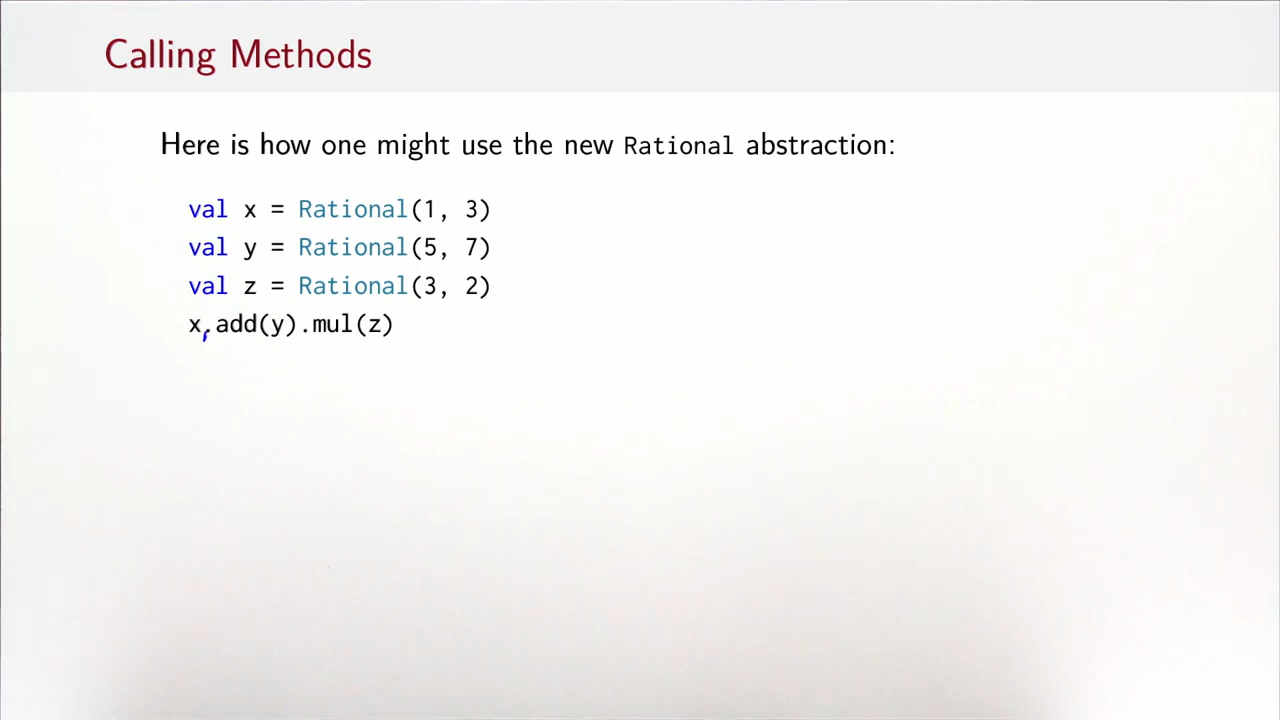 Calling Methods
Here is how one might use the new Rational abstraction:
val x = Rational(1, 3)
val y = Rational(5, 7)
val z = Rational(3, 2)
x.add(y).mul(z)